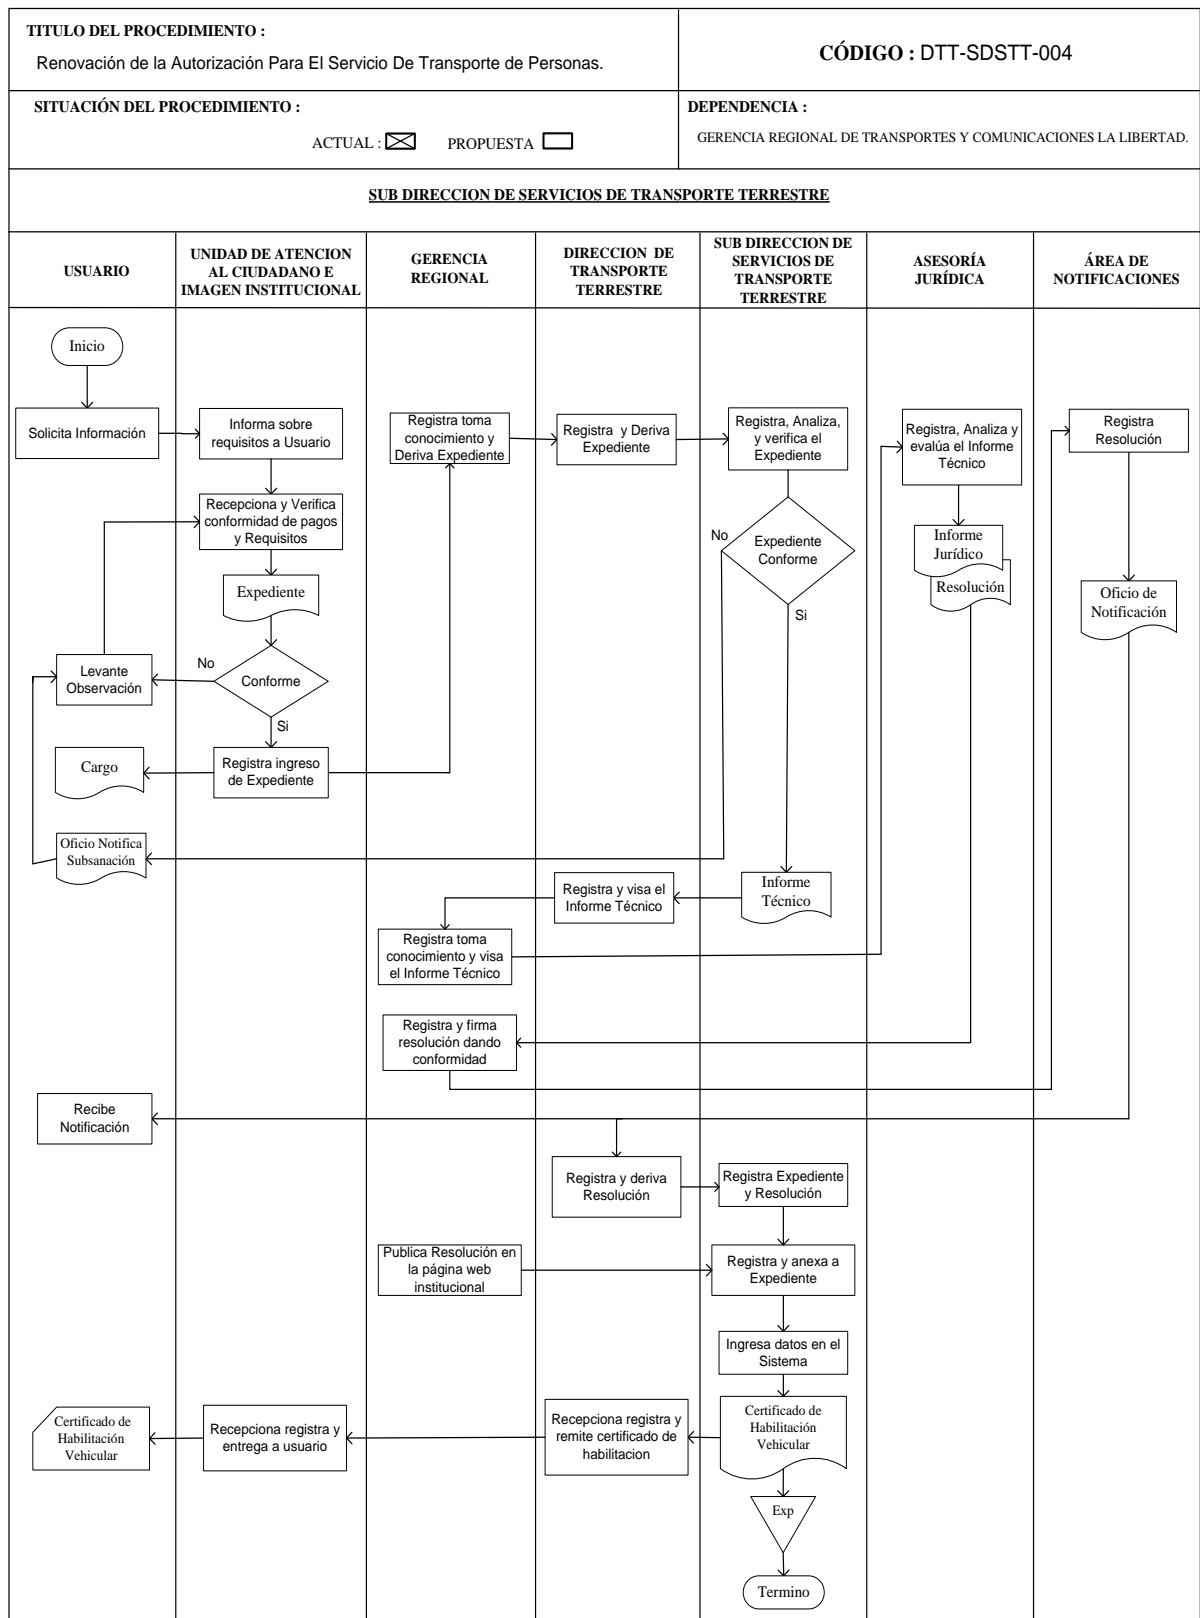 TITULO DEL PROCEDIMIENTO :
Renovación de la Autorización Para El Servicio De Transporte de Personas.
CÓDIGO : DTT-SDSTT-004
SITUACIÓN DEL PROCEDIMIENTO :
ACTUAL :
PROPUESTA
DEPENDENCIA :
GERENCIA REGIONAL DE TRANSPORTES Y COMUNICACIONES LA LIBERTAD.
SUB DIRECCION DE SERVICIOS DE TRANSPORTE TERRESTRE
USUARIO
UNIDAD DE ATENCION
AL CIUDADANO E
IMAGEN INSTITUCIONAL
GERENCIA
REGIONAL
DIRECCION DE
TRANSPORTE
TERRESTRE
SUB DIRECCION DE
SERVICIOS DE
TRANSPORTE
TERRESTRE
ASESORÍA
JURÍDICA
ÁREA DE
NOTIFICACIONES
Inicio
Solicita Información
Informa sobre
requisitos a Usuario
Registra toma
conocimiento y
Deriva Expediente
Registra y Deriva
Expediente
Registra, Analiza,
y verifica el
Expediente
Registra, Analiza y
evalúa el Informe
Técnico
Registra
Resolución
Recepciona y Verifica
conformidad de pagos
y Requisitos
No
Expediente
Conforme
Si
Informe
Jurídico
Resolución
Oficio de
Notificación
Expediente
Levante
Observación
No
Conforme
Si
Cargo
Registra ingreso
de Expediente
Oficio Notifica
Subsanación
Registra y visa el
Informe Técnico
Informe
Técnico
Registra toma
conocimiento y visa
el Informe Técnico
Registra y firma
resolución dando
conformidad
Recibe
Notificación
Registra y deriva
Resolución
Registra Expediente
y Resolución
Publica Resolución en
la página web
institucional
Registra y anexa a
Expediente
Ingresa datos en el
Sistema
Certificado de
Habilitación
Vehicular
Recepciona registra y
entrega a usuario
Recepciona registra y
remite certificado de
habilitacion
Certificado de
Habilitación
Vehicular
Exp
Termino